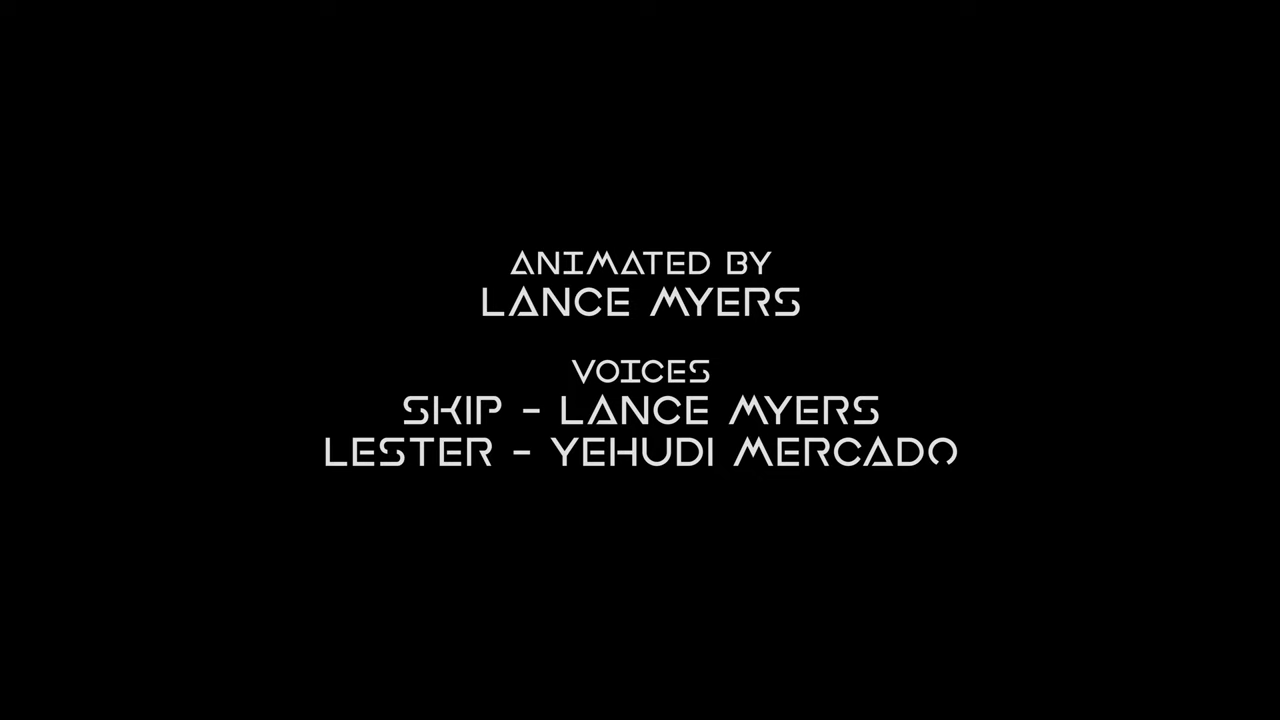 ANIMATED BY
LANCE MYERS
VOICES
SKIP - LANCE MYERS
LESTER - YEHUDI MERCADO